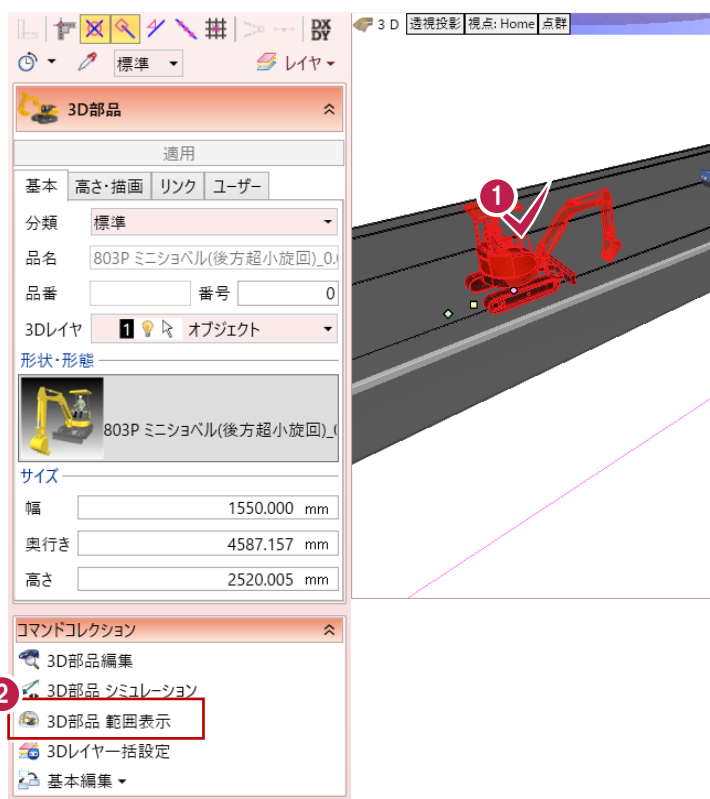 DX
DY
標準
レイヤ
3D部品
適用
基本 高さ・描画 リンク ユーザー
分類 標準
品名 803P ミニショベル(後方超小旋回)_0.
品番 番号 0
3Dレイヤ 1 オブジェクト
形状・形態
803P ミニショベル(後方超小旋回)_
サイズ
幅 1550.000 mm
奥行き 4587.157 mm
高さ 2520.005 mm
コマンドコレクション
3D部品編集
3D部品 シミュレーション
2
3D部品 範囲表示
3Dレイヤー括設定
基本編集
3 D 透視投影 視点: Home 点群
1